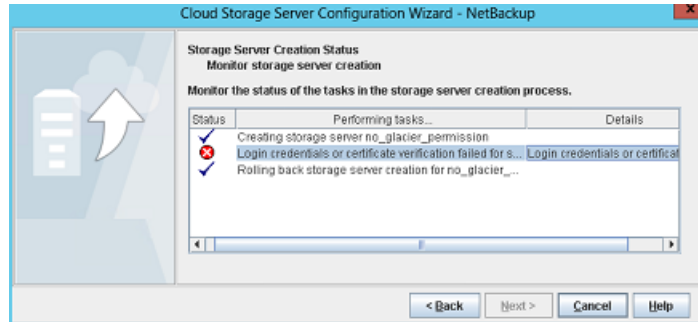 Cloud Storage Server Configuration Wizard - NetBackup
x
Storage Server Creation Status
Monitor storage server creation
Monitor the status of the tasks in the storage server creation process.
Status Performing tasks... Details
Creating storage server no_glacier_permission
Login credentials or certificate verification failed for s... Login credentials or certificat
Rolling back storage server creation for no_glacier_...
< Back Next > Cancel Help